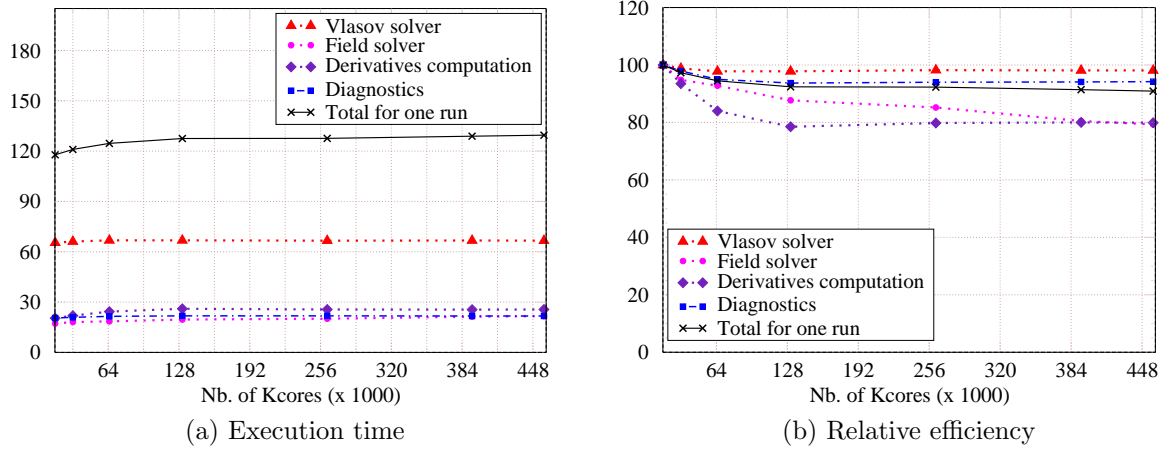 Vlasov solver
Field solver
Derivatives computation
Diagnostics
Total for one run
180
150
120
90
60
30
0
64 128 192 256 320 384 448
Nb. of Kcores (x 1000)
(a) Execution time
120
100
80
60
40
20
0
Vlasov solver
Field solver
Derivatives computation
Diagnostics
Total for one run
64 128 192 256 320 384 448
Nb. of Kcores (x 1000)
(b) Relative efficiency